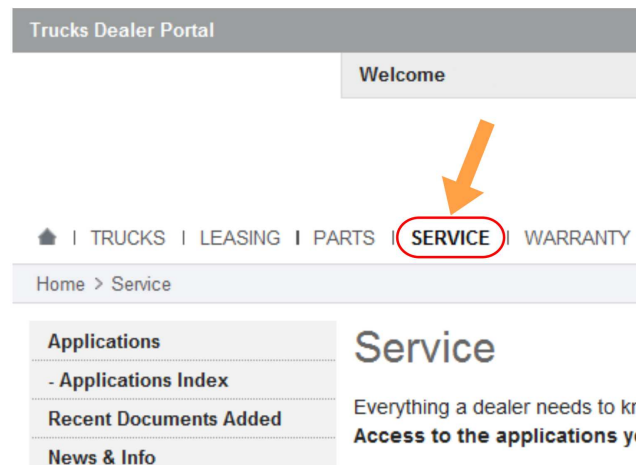 Trucks Dealer Portal
Welcome
| TRUCKS | LEASING | PARTS | SERVICE | WARRANTY
Home > Service
Applications
- Applications Index
Recent Documents Added
News & Info
Service
Everything a dealer needs to
Access to the applications